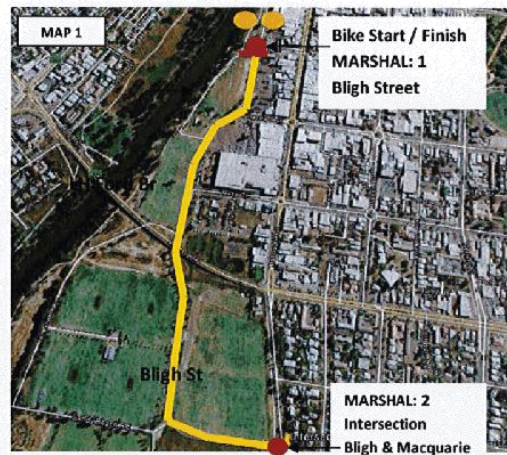 MAP 1
Bike Start / Finish
MARSHAL: 1
Bligh Street
Bligh St
MARSHAL: 2
Intersection
Bligh & Macquarie